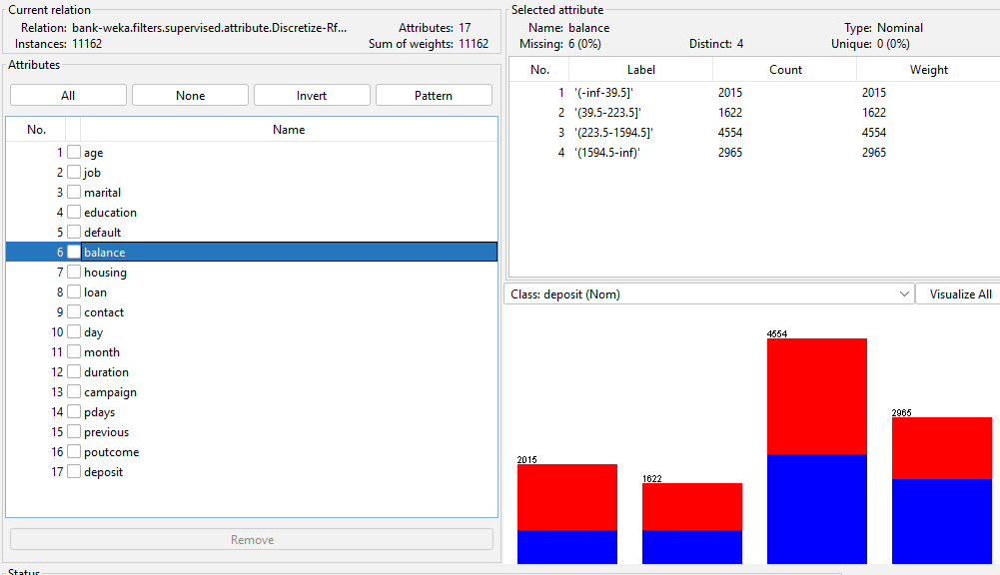 Current relation
Relation: bank-weka.filters.supervised.attribute.Discretize-Rf... Attributes: 17
Instances: 11162 Sum of weights: 11162
Attributes
All None Invert Pattern
No. Name
1 age
2 job
3 marital
4 education
5 default
6 balance
7 housing
8 loan
9 contact
10 day
11 month
12 duration
13 campaign
14 pdays
15 previous
16 poutcome
17 deposit
Remove
Status
Selected attribute
Name: balance Type: Nominal
Missing: 6 (0%) Distinct: 4 Unique: 0 (0%)
No. Label Count Weight
1 '(-inf-39.5]' 2015 2015
2 '(39.5-223.5]' 1622 1622
3 '(223.5-1594.5]' 4554 4554
4 '(1594.5-inf)' 2965 2965
Class: deposit (Nom) Visualize All
2015
1622
4554
2965